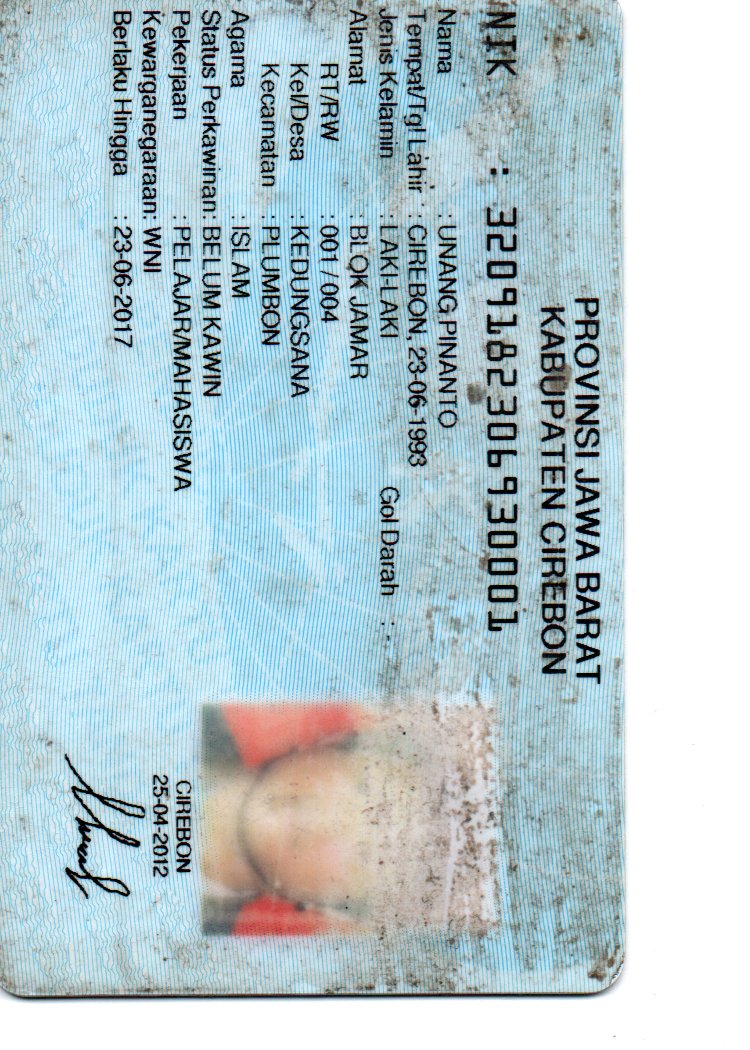 PROVINSI JAWA BARAT
KABUPATEN CIREBON
NIK : 3209182306930001
Nama : UNANG PINANTO
Tempat/Tgl Lahir : CIREBON, 23-06-1993
Jenis Kelamin : LAKI-LAKI Gol Darah : -
Alamat : BLOK JAMAR
RT/RW : 001 / 004
Kel/Desa : KEDUNGSANA
Kecamatan : PLUMBON
Agama : ISLAM
Status Perkawinan: BELUM KAWIN
Pekerjaan : PELAJAR/MAHASISWA
Kewarganegaraan: WNI
Berlaku Hingga : 23-06-2017
CIREBON
25-04-2012